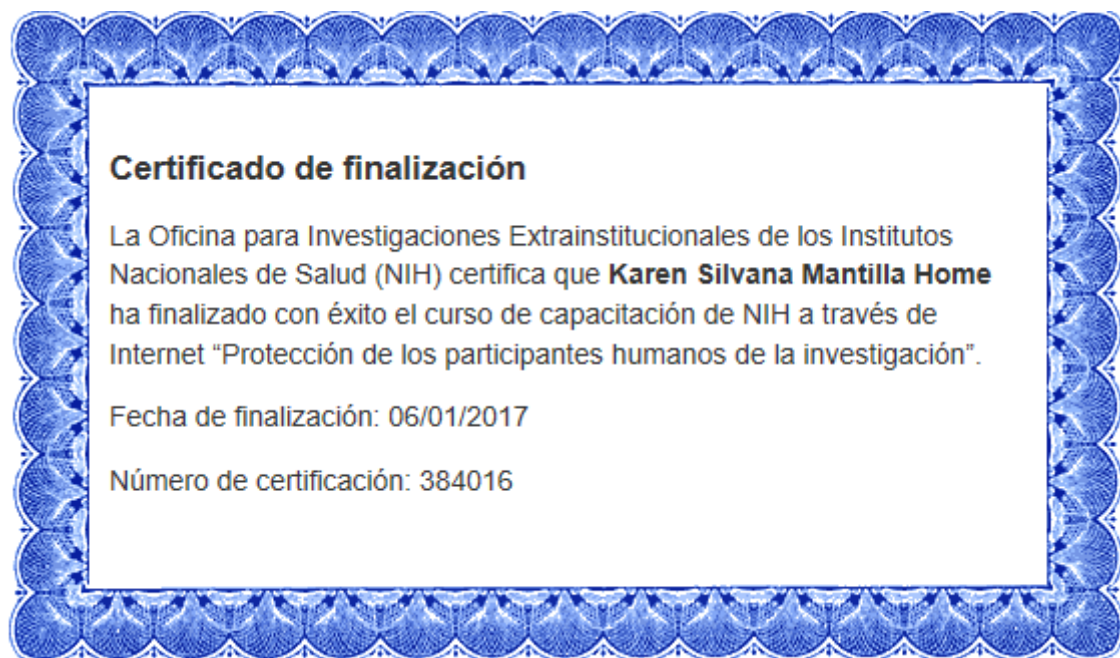 Certificado de finalización
La Oficina para Investigaciones Extrainstitucionales de los Institutos
Nacionales de Salud (NIH) certifica que Karen Silvana Mantilla Home
ha finalizado con éxito el curso de capacitación de NIH a través de
Internet “Protección de los participantes humanos de la investigación”.
Fecha de finalización: 06/01/2017
Número de certificación: 384016